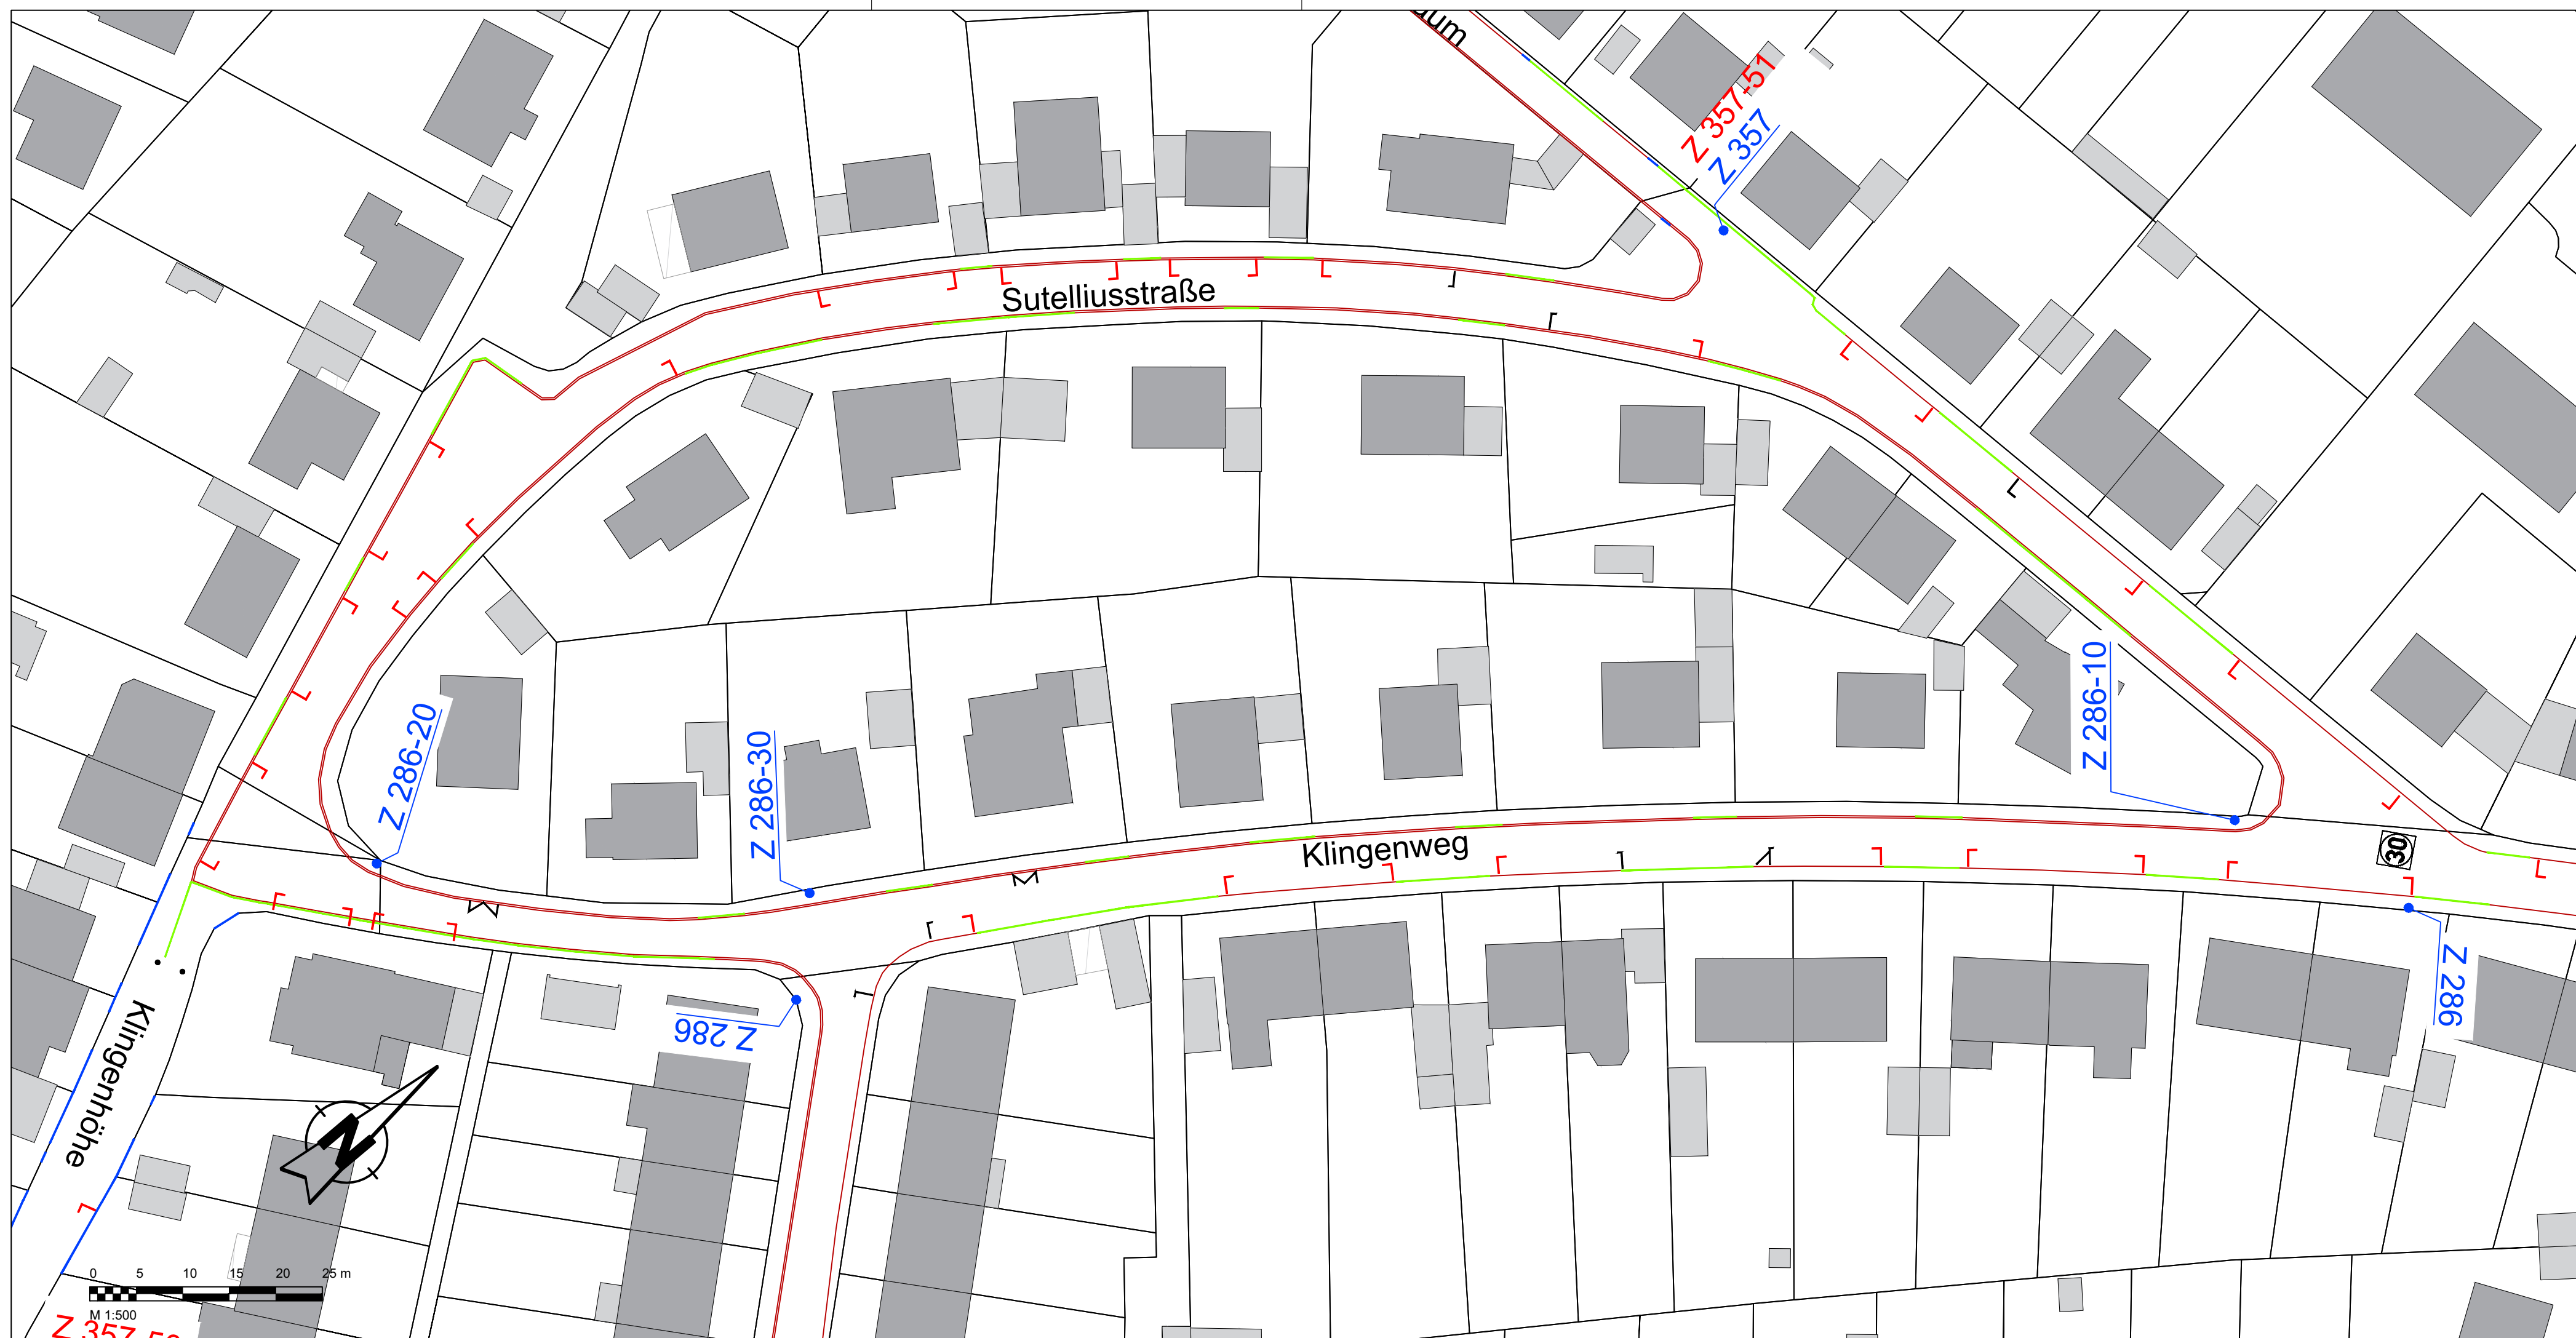 Z 357-51
Z 357
Sutelliusstraße
Z 286-10
Z 286-20
Z 286-30
Klingenweg
30
Z 286
Z 286
Klingenhöhe
N
0 5 10 15 20 25 m
M 1:500